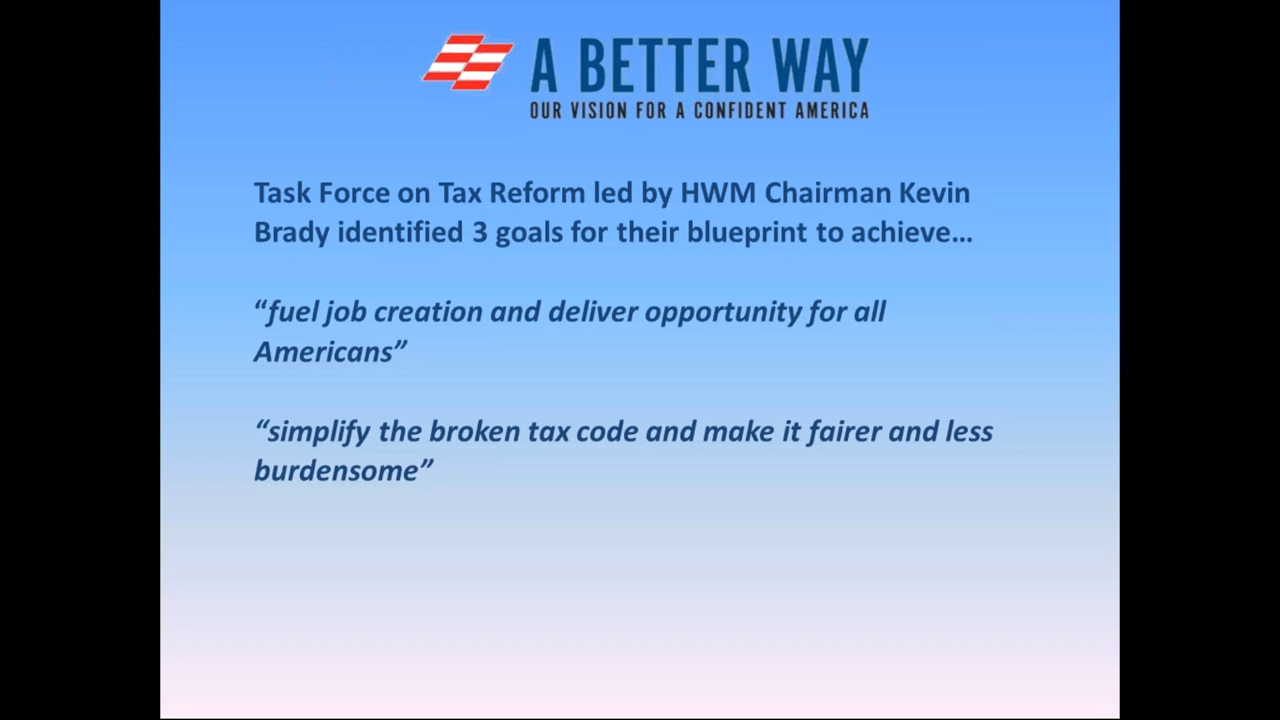 A BETTER WAY
OUR VISION FOR A CONFIDENT AMERICA
Task Force on Tax Reform led by HWM Chairman Kevin
Brady identified 3 goals for their blueprint to achieve…
“fuel job creation and deliver opportunity for all
Americans”
“simplify the broken tax code and make it fairer and less
burdensome”